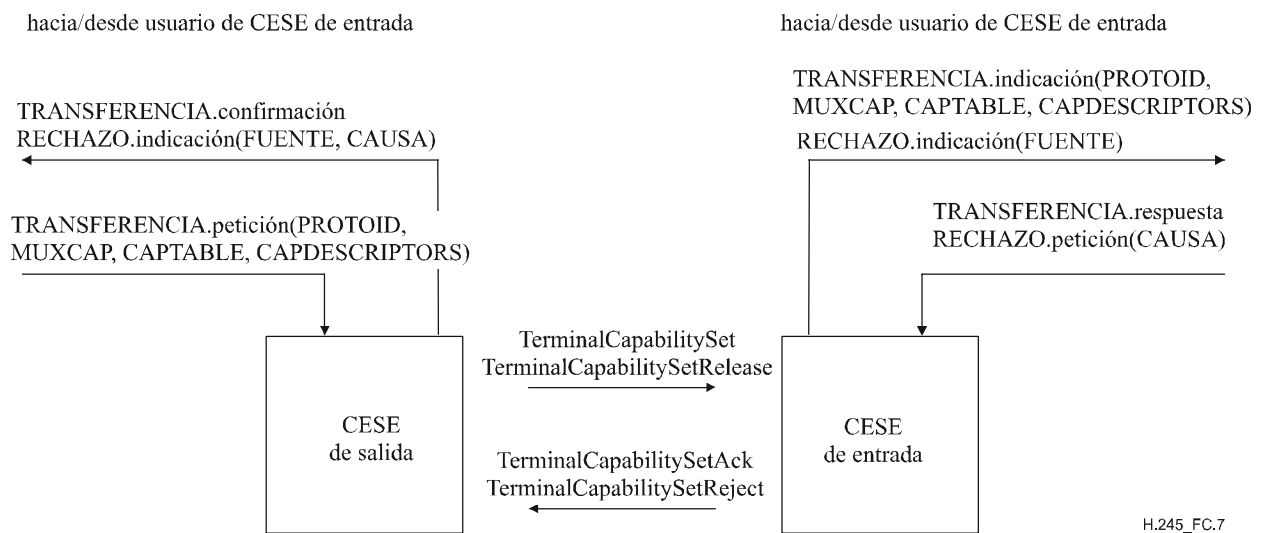 hacia/desde usuario de CESE de entrada
hacia/desde usuario de CESE de entrada
TRANSFERENCIA.confirmación
RECHAZO.indicación(FUENTE, CAUSA)
TRANSFERENCIA.indicación(PROTOID,
MUXCAP, CAPTABLE, CAPDESCRIPTORS)
RECHAZO.indicación(FUENTE)
TRANSFERENCIA.petición(PROTOID,
MUXCAP, CAPTABLE, CAPDESCRIPTORS)
TRANSFERENCIA.respuesta
RECHAZO.petición(CAUSA)
TerminalCapabilitySet
TerminalCapabilitySetRelease
CESE
de salida
CESE
de entrada
TerminalCapabilitySetAck
TerminalCapabilitySetReject
H.245_FC.7